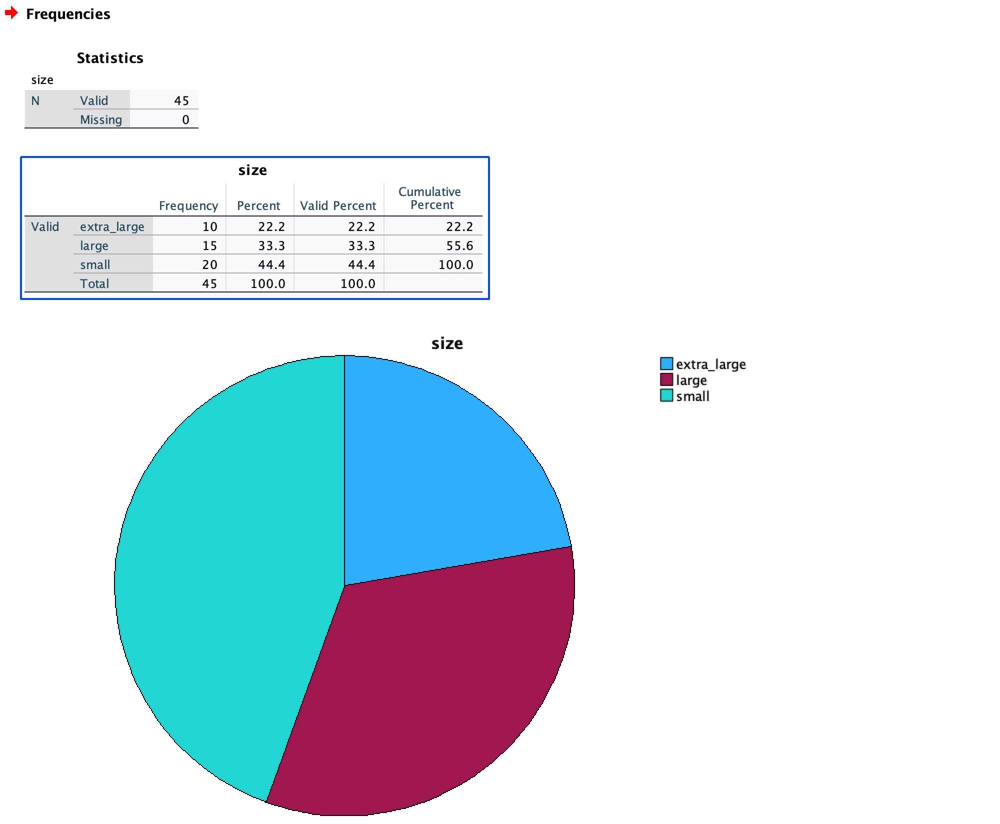 Frequencies
Statistics
size
N Valid 45
Missing 0
size
Frequency Percent Valid Percent Cumulative Percent
Valid extra_large 10 22.2 22.2 22.2
large 15 33.3 33.3 55.6
small 20 44.4 44.4 100.0
Total 45 100.0 100.0
size
extra_large
large
small